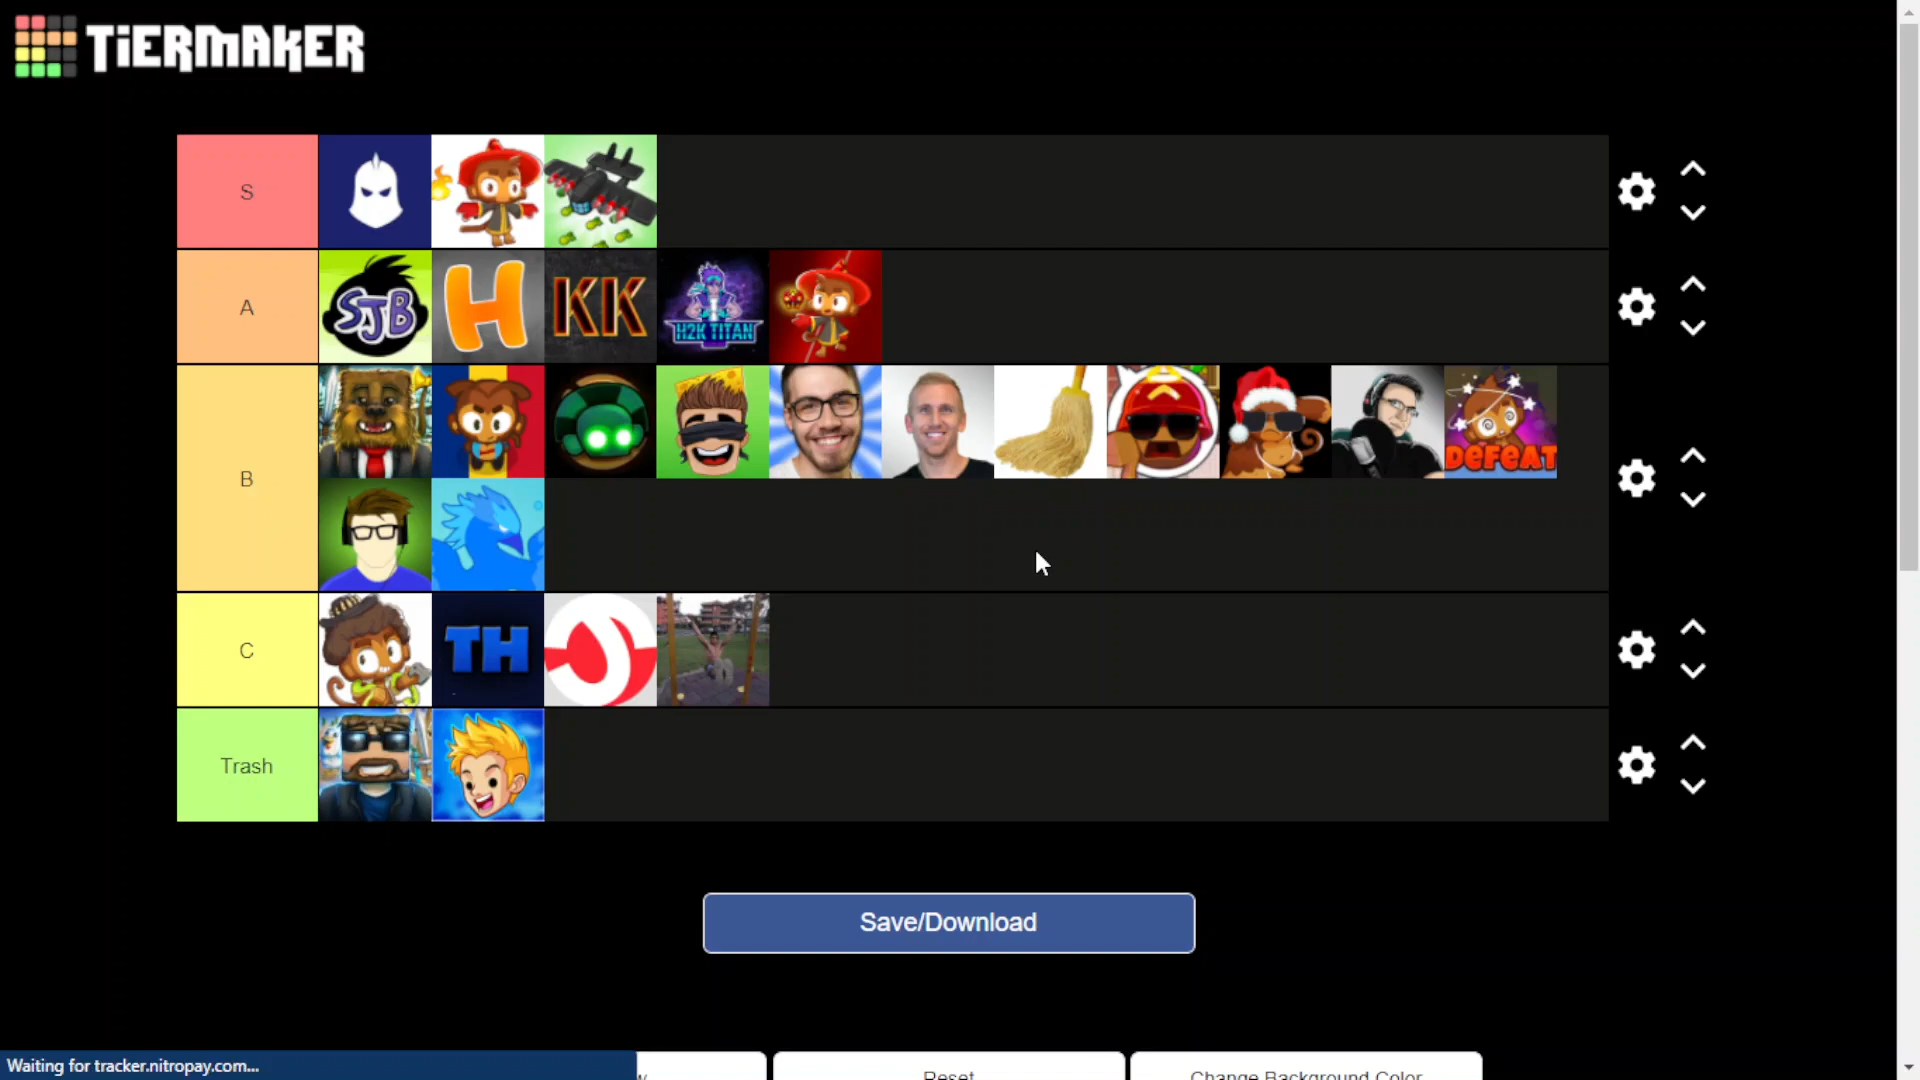 TiERMAKER
S
A
SJB
H
KK
H2K TITAN
B
DEFEAT
C
TH
Trash
Save/Download
Waiting for tracker.nitropay.com...
Reset
Change Background Color